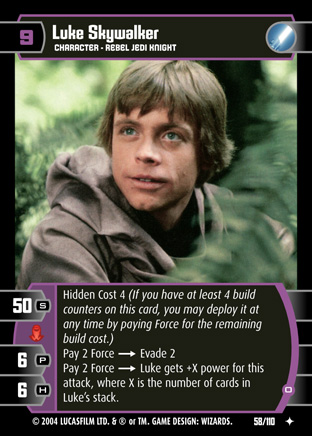 9
Luke Skywalker
CHARACTER - REBEL JEDI KNIGHT
50 S
6 P
6 H
Hidden Cost 4 (If you have at least 4 build
counters on this card, you may deploy it at
any time by paying Force for the remaining
build cost.)
Pay 2 Force → Evade 2
Pay 2 Force → Luke gets +X power for this
attack, where X is the number of cards in
Luke's stack.
© 2004 LUCASFILM LTD. & ® or TM. GAME DESIGN: WIZARDS. 58/110